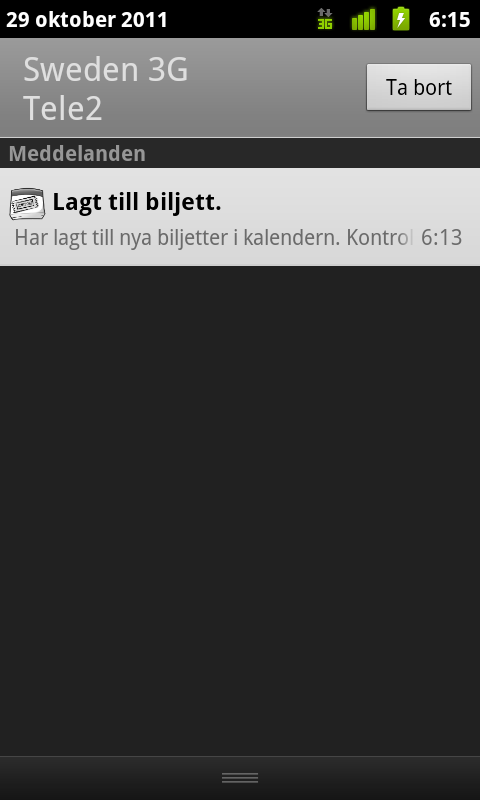 29 oktober 2011
3G
6:15
Sweden 3G
Tele2
Ta bort
Meddelanden
Lagt till biljett.
Har lagt till nya biljetter i kalendern. 6:13